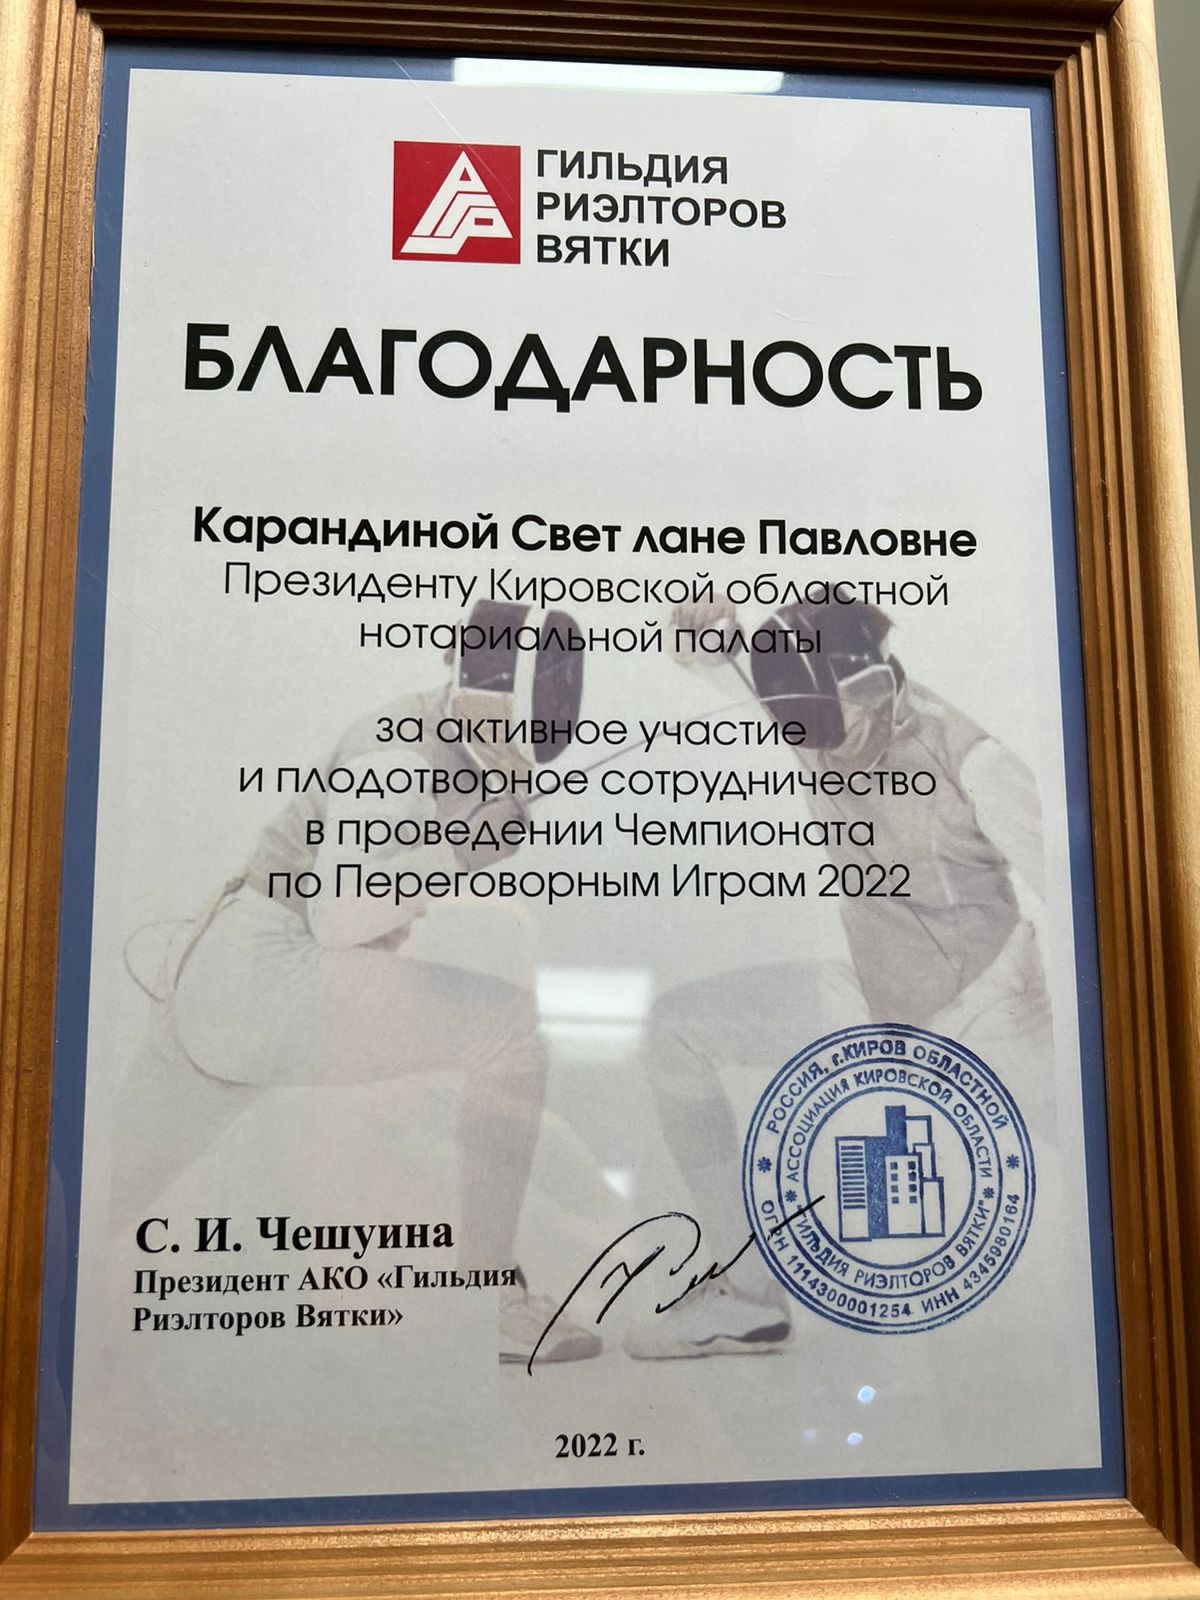 ГИЛЬДИЯ
РИЭЛТОРОВ
ВЯТКИ
БЛАГОДАРНОСТЬ
Карандиной Свет лане Павловне
Президенту Кировской областной
нотариальной палаты
за активное участие
и плодотворное сотрудничество
в проведении Чемпионата
по Переговорным Играм 2022
РОССИЯ, г.КИРОВ ОБЛАСТНОЙ
АССОЦИАЦИЯ КИРОВСКОЙ ОБЛАСТИ
"ГИЛЬДИЯ РИЭЛТОРОВ ВЯТКИ"
ОГРН 1114300001254 ИНН 4345980164
С. И. Чешуина
Президент АКО «Гильдия
Риэлторов Вятки»
2022 г.